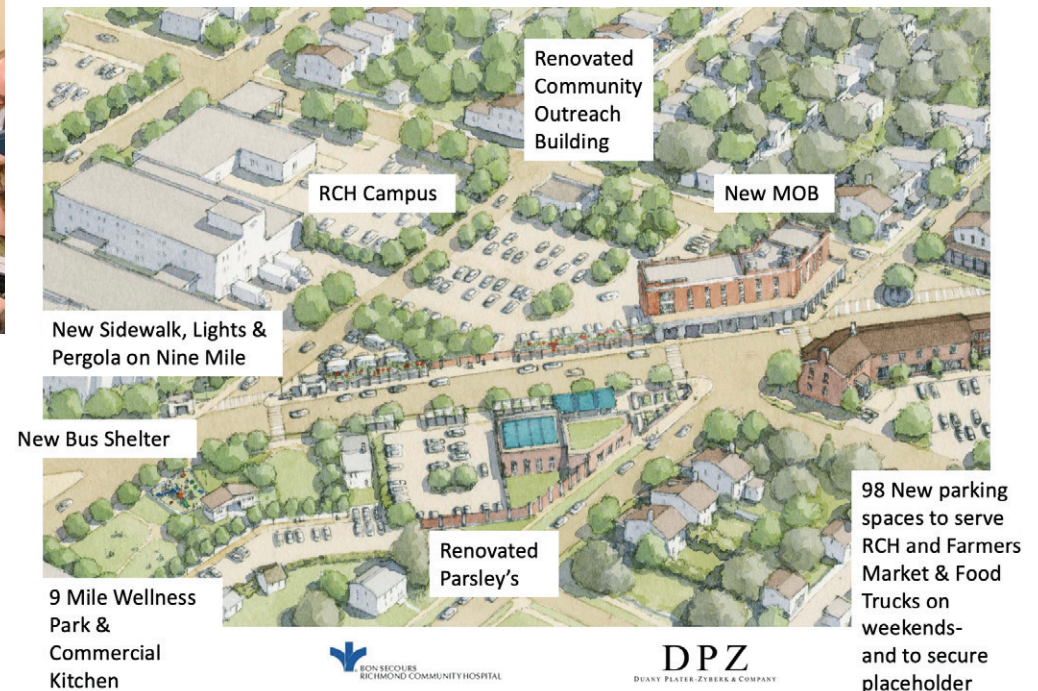 Renovated
Community
Outreach
Building
RCH Campus
New MOB
New Sidewalk, Lights &
Pergola on Nine Mile
New Bus Shelter
98 New parking
spaces to serve
RCH and Farmers
Market & Food
Trucks on
weekends-
and to secure
placeholder
Renovated
Parsley's
9 Mile Wellness
Park &
Commercial
Kitchen
BON SECOURS
RICHMOND COMMUNITY HOSPITAL
DPZ
DUANY PLATER-ZYBERK & COMPANY